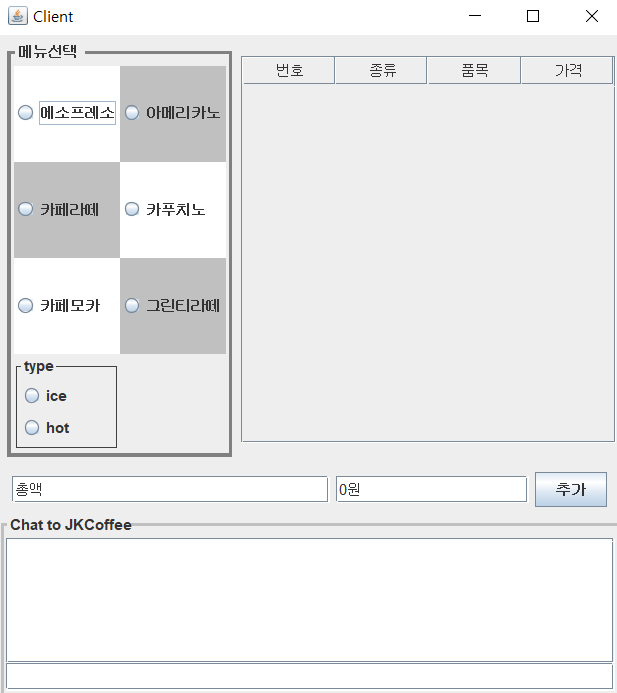 Client
메뉴선택
에소프레소 아메리카노
카페라떼 카푸치노
카페모카 그린티라떼
type
ice
hot
번호 종류 품목 가격
총액 0원 추가
Chat to JKCoffee